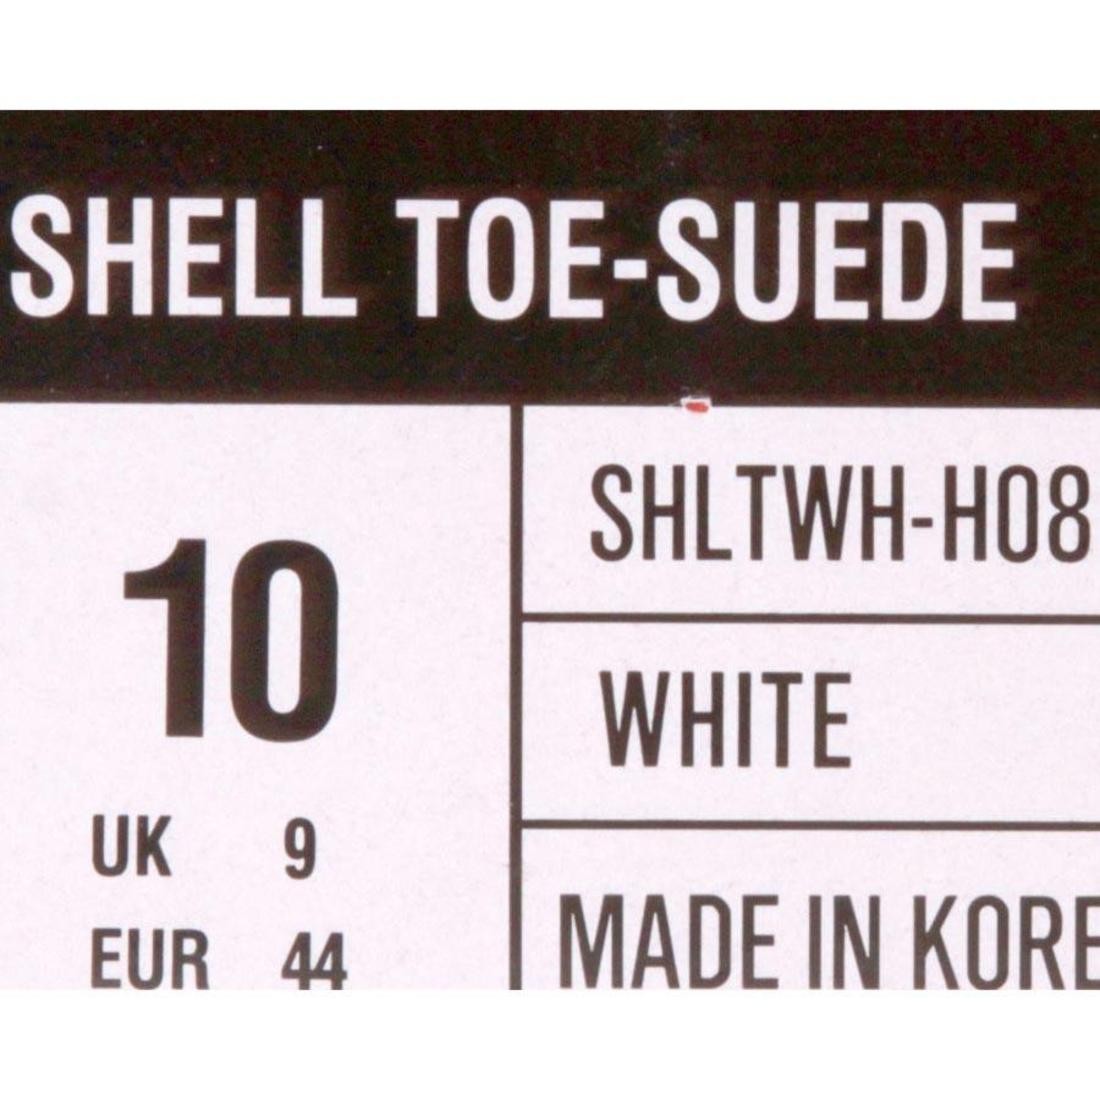 SHELL TOE-SUEDE
10
UK 9
EUR 44
SHLTWH-H08
WHITE
MADE IN KORE